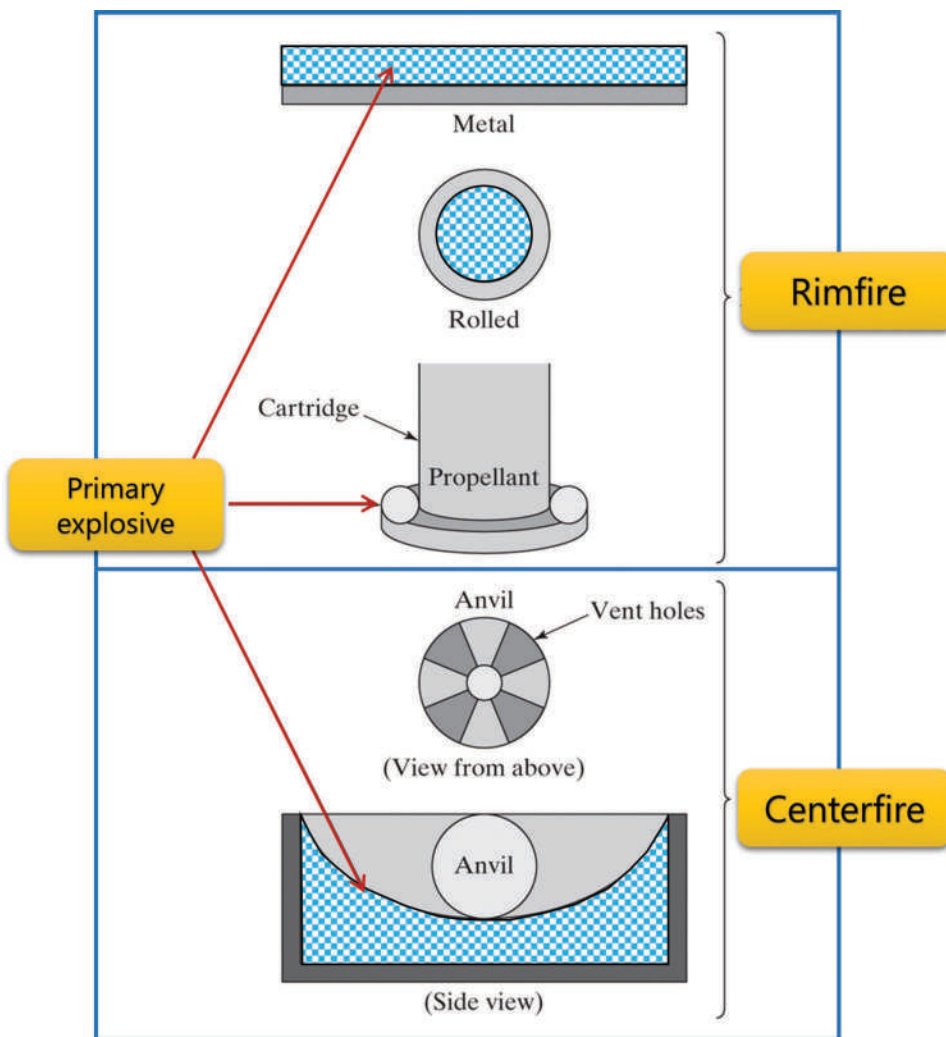 Metal
Rimfire
Rolled
Cartridge
Propellant
Primary
explosive
Anvil
Vent holes
(View from above)
Centerfire
Anvil
(Side view)